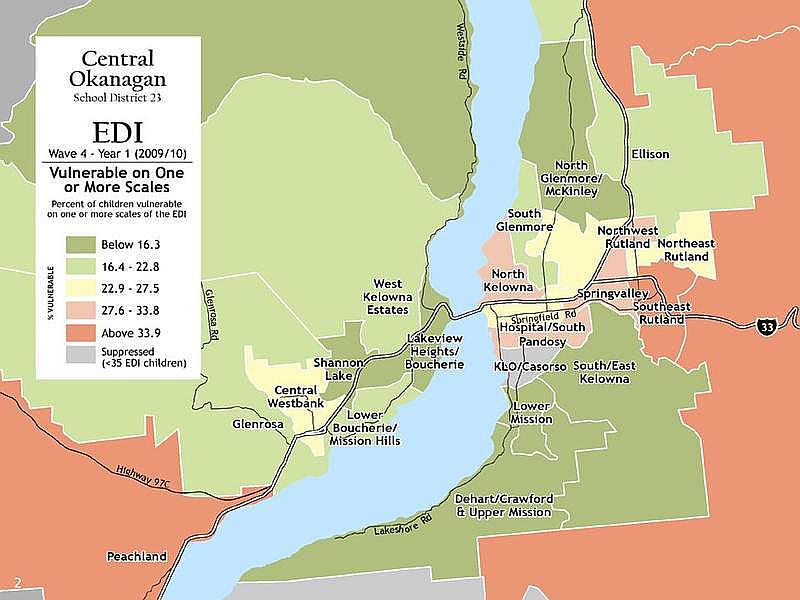 Central
Okanagan
School District 23
EDI
Wave 4 - Year 1 (2009/10)
Vulnerable on One
or More Scales
Percent of children vulnerable
on one or more scales of the EDI
% VULNERABLE
Below 16.3
16.4 - 22.8
22.9 - 27.5
27.6 - 33.8
Above 33.9
Suppressed
(<35 EDI children)
Westside Rd
Ellison
North
Glenmore/
McKinley
South
Glenmore
Northwest
Rutland
Northeast
Rutland
North
Kelowna
West
Kelowna
Estates
Springvalley
Southeast
Rutland
Springfield Rd
33
Glenrosa Rd
Hospital/South
Pandosy
Lakeview
Heights/
Boucherie
Shannon
Lake
KLO/Casorso
South/East
Kelowna
Central
Westbank
Lower
Mission
Glenrosa
Lower
Boucherie/
Mission Hills
Highway 97C
Dehart/Crawford
& Upper Mission
Lakeshore Rd
Peachland
2